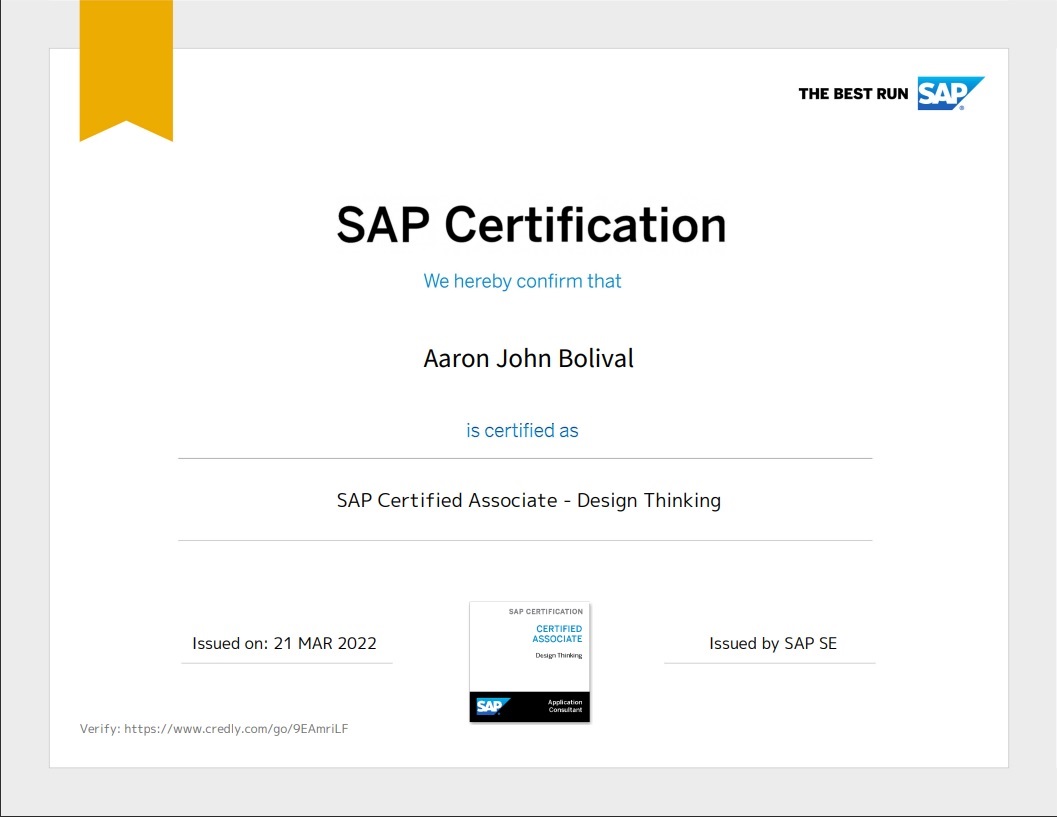 THE BEST RUN SAP
SAP Certification
We hereby confirm that
Aaron John Bolival
is certified as
SAP Certified Associate - Design Thinking
SAP CERTIFICATION
CERTIFIED
ASSOCIATE
Design Thinking
SAP
Application
Consultant
Issued on: 21 MAR 2022
Issued by SAP SE
Verify: https://www.credly.com/go/9EAmriLF